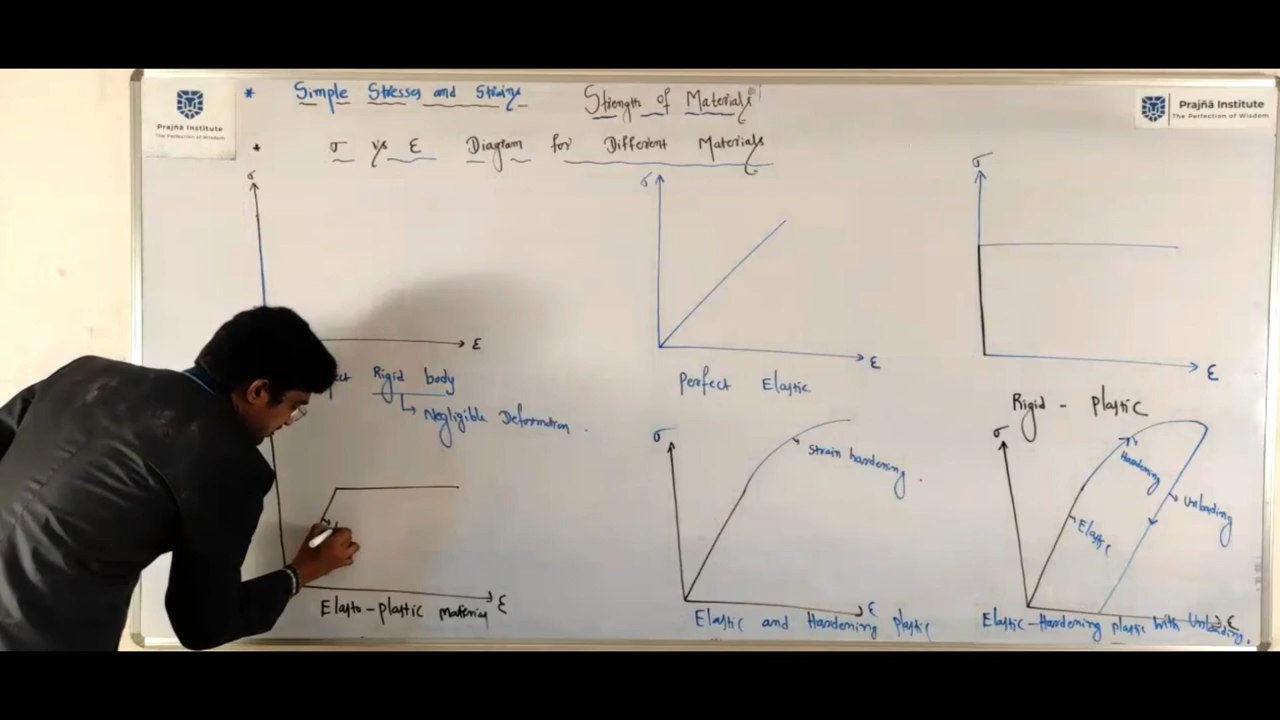 * Simple Stresses and Strains
Strength of Materials
Prajñā Institute
The Perfection of Wisdom
Prajñā Institute
The Perfection of Wisdom
* σ v/s ε Diagram for Different Materials
σ
σ
σ
ε
ε
ε
Rigid body
Perfect Elastic
Rigid - Plastic
Negligible Deformation.
σ
σ
Strain hardening.
Hardening
Unloading
Elastic
ε
ε
ε
Elasto-plastic material
Elastic and Hardening plastic
Elastic-Hardening plastic with Unloading.